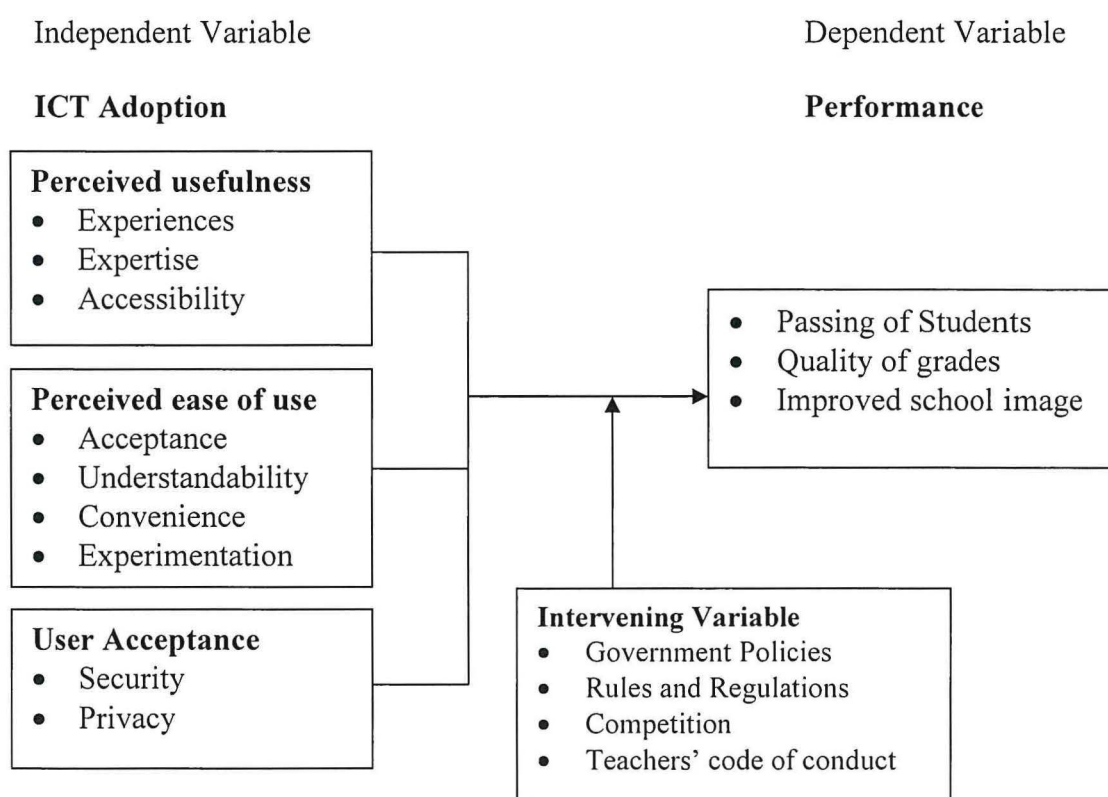 Independent Variable
Dependent Variable
ICT Adoption
Performance
Perceived usefulness
• Experiences
• Expertise
• Accessibility
Perceived ease of use
• Acceptance
• Understandability
• Convenience
• Experimentation
User Acceptance
• Security
• Privacy
• Passing of Students
• Quality of grades
• Improved school image
Intervening Variable
• Government Policies
• Rules and Regulations
• Competition
• Teachers' code of conduct